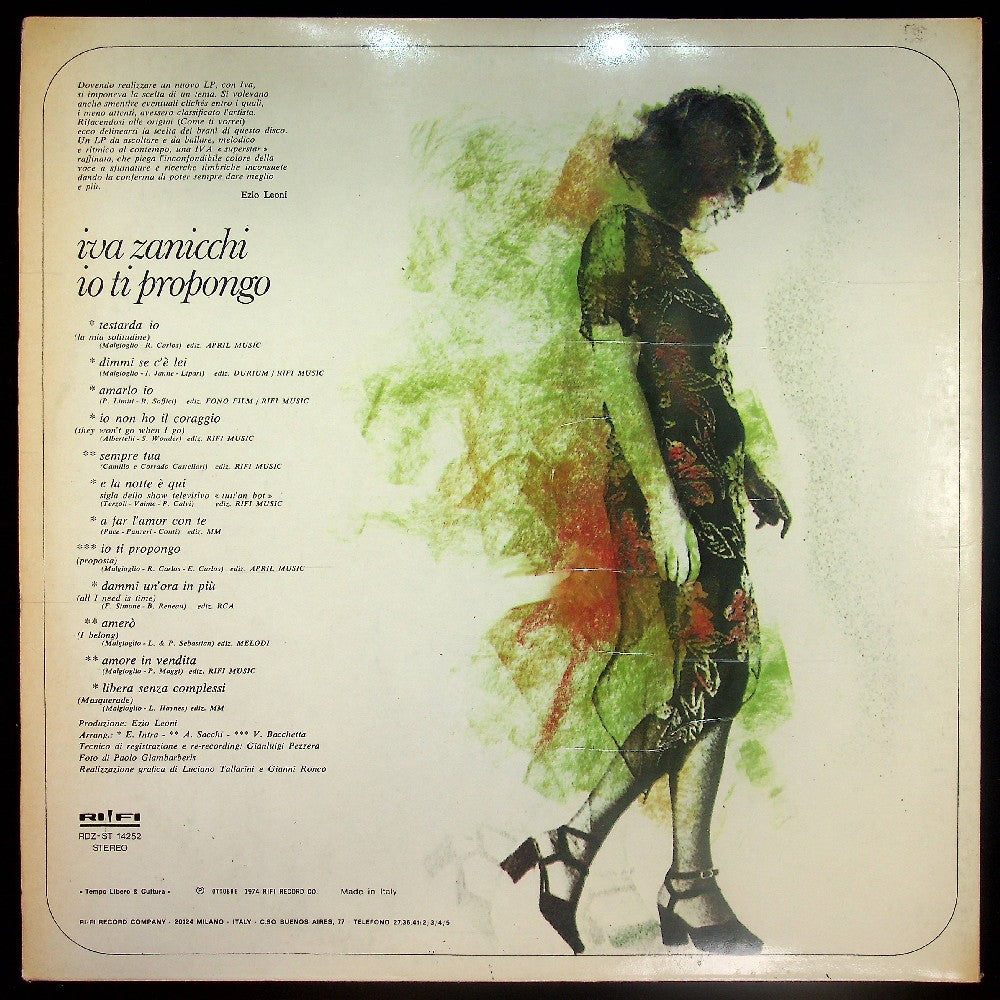 Dovendo realizzare un nuovo LP, con Iva,
si imponeva la scelta di un tema. Si volevano
anche smentire eventuali clichés entro i quali,
i meno attenti, avessero classificato l'artista.
Rifacendosi alle origini (Come ti vorrei)
ecco delinearsi la scelta dei brani di questo disco.
Un LP da ascoltare e da ballare, melodico
e ritmico al contempo, una IVA « superstar »
raffinata, che piega l'inconfondibile colore della
voce a sfumature e ricerche timbriche inconsuete
dando la conferma di poter sempre dare meglio
e più.
Ezio Leoni
iva zanicchi
io ti propongo
* testarda io
(la mia solitudine)
(Malgioglio - R. Carlos) ediz. APRIL MUSIC
* dimmi se c'è lei
(Malgioglio - I. Janne - Lipari) ediz. DURIUM / RIFI MUSIC
* amarlo io
(P. Limiti - R. Soffici) ediz. FONO FILM / RIFI MUSIC
* io non ho il coraggio
(they won't go when I go)
(Albertelli - S. Wonder) ediz. RIFI MUSIC
** sempre tua
(Camillo e Corrado Castellari) ediz. RIFI MUSIC
* e la notte è qui
sigla dello show televisivo « tutt'an bot »
(Terzoli - Vaime - P. Calvi) ediz. RIFI MUSIC
* a far l'amor con te
(Pace - Panzeri - Conti) ediz. MM
*** io ti propongo
(proposta)
(Malgioglio - R. Carlos - E. Carlos) ediz. APRIL MUSIC
* dammi un'ora in più
(all I need is time)
(F. Simone - B. Reneau) ediz. RCA
** amerò
(I belong)
(Malgioglio - L. & P. Sebastian) ediz. MELODI
** amore in vendita
(Malgioglio - P. Maggi) ediz. RIFI MUSIC
* libera senza complessi
(Masquerade)
(Malgioglio - L. Haynes) ediz. MM
Produzione: Ezio Leoni
Arrang.: * E. Intra - ** A. Sacchi - *** V. Bacchetta
Tecnico di registrazione e re-recording: Gianluigi Pezzera
Foto di Paolo Giambarberis
Realizzazione grafica di Luciano Tallarini e Gianni Ronco
RIFI
RDZ-ST 14252
STEREO
• Tempo Libero & Cultura • Ⓟ OTTOBRE 1974 RIFI RECORD CO. Made in Italy
RI-FI RECORD COMPANY - 20124 MILANO - ITALY - C.SO BUENOS AIRES, 77 TELEFONO 27.36.41/2/3/4/5